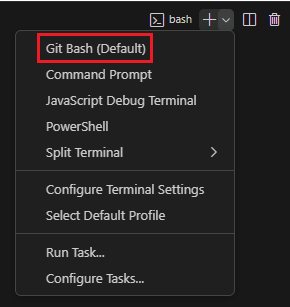 bash
Git Bash (Default)
Command Prompt
JavaScript Debug Terminal
PowerShell
Split Terminal
Configure Terminal Settings
Select Default Profile
Run Task...
Configure Tasks...